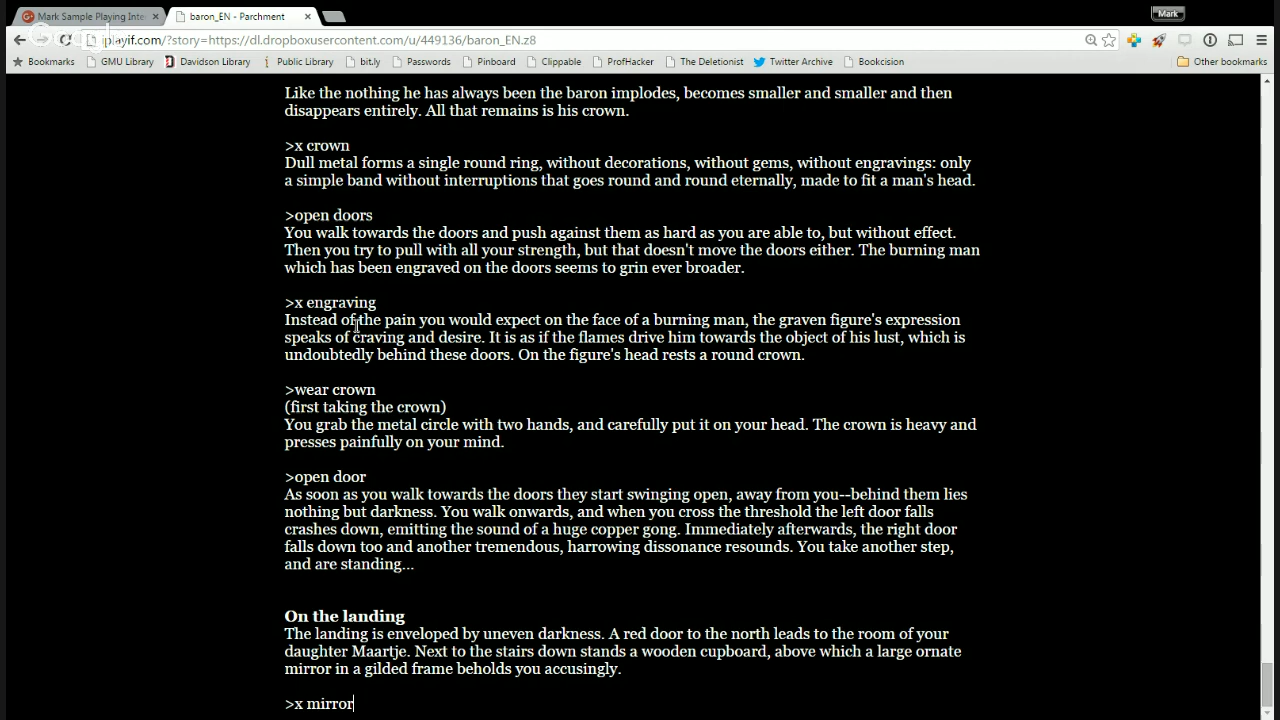 Mark Sample Playing Inte
baron_EN - Parchment
Mark
iplayif.com/?story=https://dl.dropboxusercontent.com/u/449136/baron_EN.z8
Bookmarks GMU Library Davidson Library Public Library bit.ly Passwords Pinboard Clippable ProfHacker The Deletionist Twitter Archive Bookcision Other bookmarks
Like the nothing he has always been the baron implodes, becomes smaller and smaller and then
disappears entirely. All that remains is his crown.
>x crown
Dull metal forms a single round ring, without decorations, without gems, without engravings: only
a simple band without interruptions that goes round and round eternally, made to fit a man's head.
>open doors
You walk towards the doors and push against them as hard as you are able to, but without effect.
Then you try to pull with all your strength, but that doesn't move the doors either. The burning man
which has been engraved on the doors seems to grin ever broader.
>x engraving
Instead of the pain you would expect on the face of a burning man, the graven figure's expression
speaks of craving and desire. It is as if the flames drive him towards the object of his lust, which is
undoubtedly behind these doors. On the figure's head rests a round crown.
>wear crown
(first taking the crown)
You grab the metal circle with two hands, and carefully put it on your head. The crown is heavy and
presses painfully on your mind.
>open door
As soon as you walk towards the doors they start swinging open, away from you--behind them lies
nothing but darkness. You walk onwards, and when you cross the threshold the left door falls
crashes down, emitting the sound of a huge copper gong. Immediately afterwards, the right door
falls down too and another tremendous, harrowing dissonance resounds. You take another step,
and are standing...
On the landing
The landing is enveloped by uneven darkness. A red door to the north leads to the room of your
daughter Maartje. Next to the stairs down stands a wooden cupboard, above which a large ornate
mirror in a gilded frame beholds you accusingly.
>x mirror